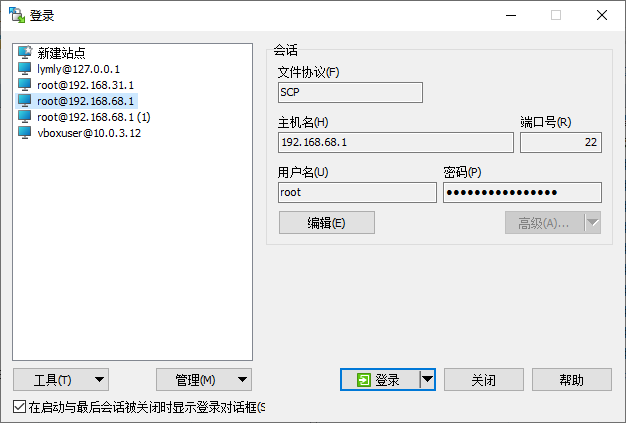 登录
新建站点
lymly@127.0.0.1
root@192.168.31.1
root@192.168.68.1
root@192.168.68.1 (1)
vboxuser@10.0.3.12
会话
文件协议(F)
SCP
主机名(H) 端口号(R)
192.168.68.1 22
用户名(U) 密码(P)
root ●●●●●●●●●●●●●●●●
编辑(E) 高级(A)...
工具(T) 管理(M) 登录 关闭 帮助
在启动与最后会话被关闭时显示登录对话框(S